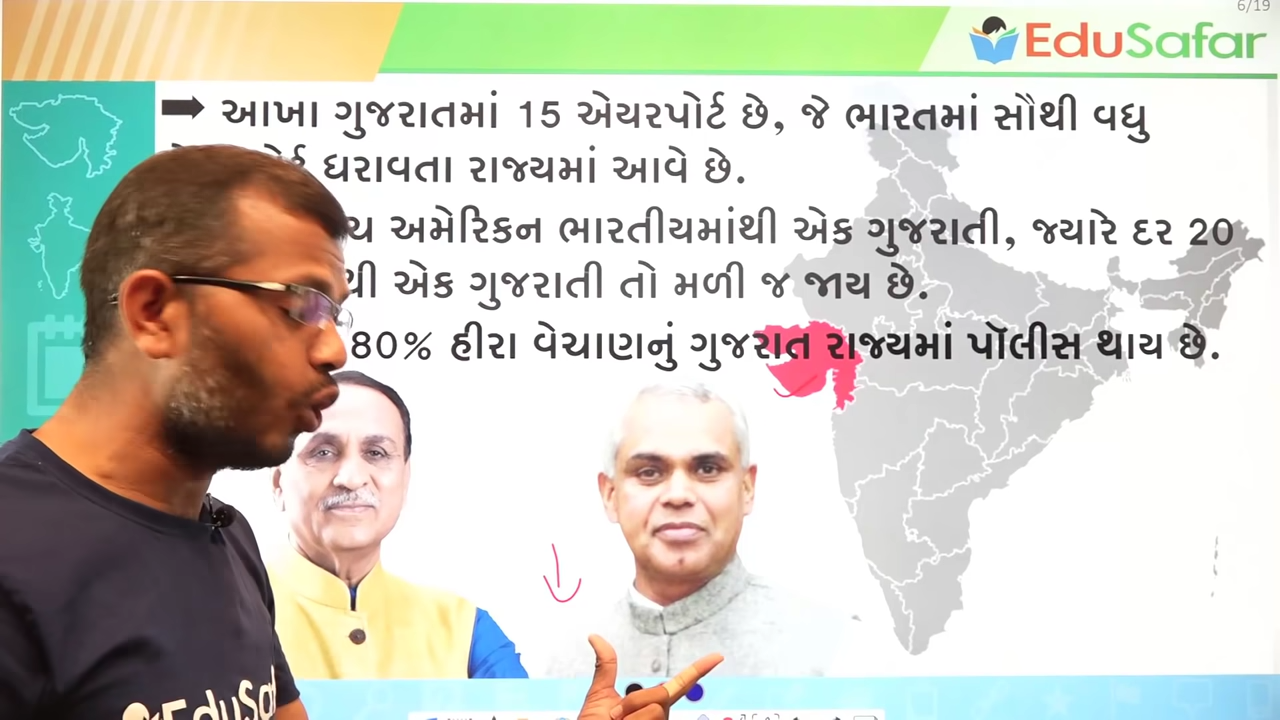 6/19
EduSafar
➡ આખા ગુજરાતમાં 15 એયરપોર્ટ છે, જે ભારતમાં સૌથી વધુ
ધરાવતા રાજ્યમાં આવે છે.
અમેરિકન ભારતીયમાંથી એક ગુજરાતી, જ્યારે દર 20
એક ગુજરાતી તો મળી જ જાય છે.
80% હીરા વેચાણનું ગુજરાત રાજ્યમાં પૉલીસ થાય છે.